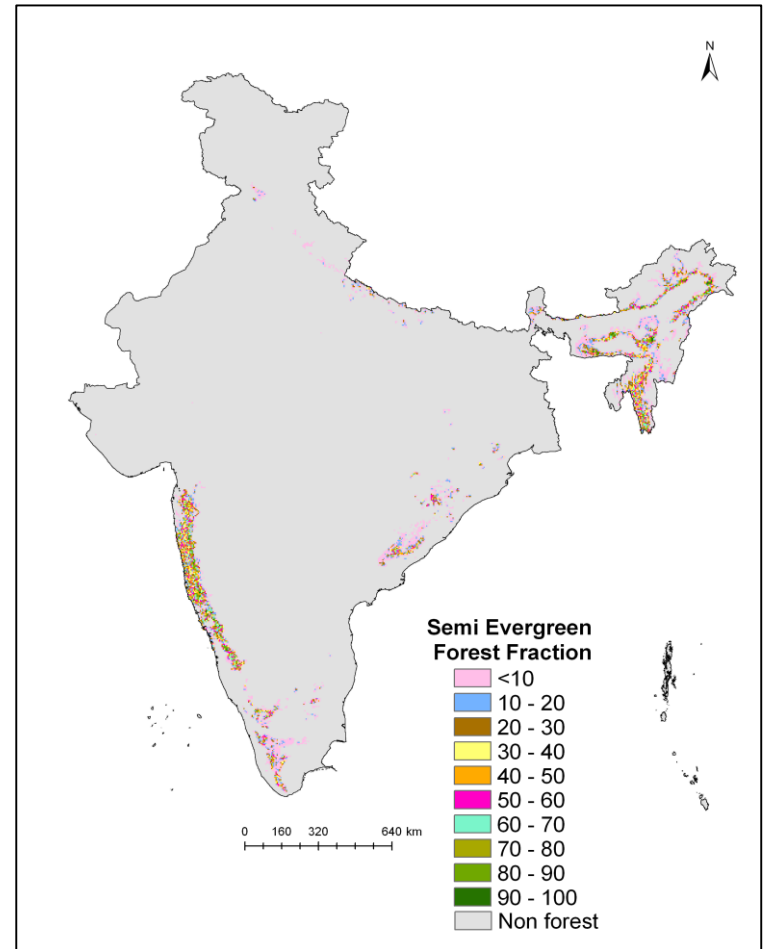 N
Semi Evergreen
Forest Fraction
<10
10 - 20
20 - 30
30 - 40
40 - 50
50 - 60
60 - 70
70 - 80
80 - 90
90 - 100
Non forest
0 160 320 640 km